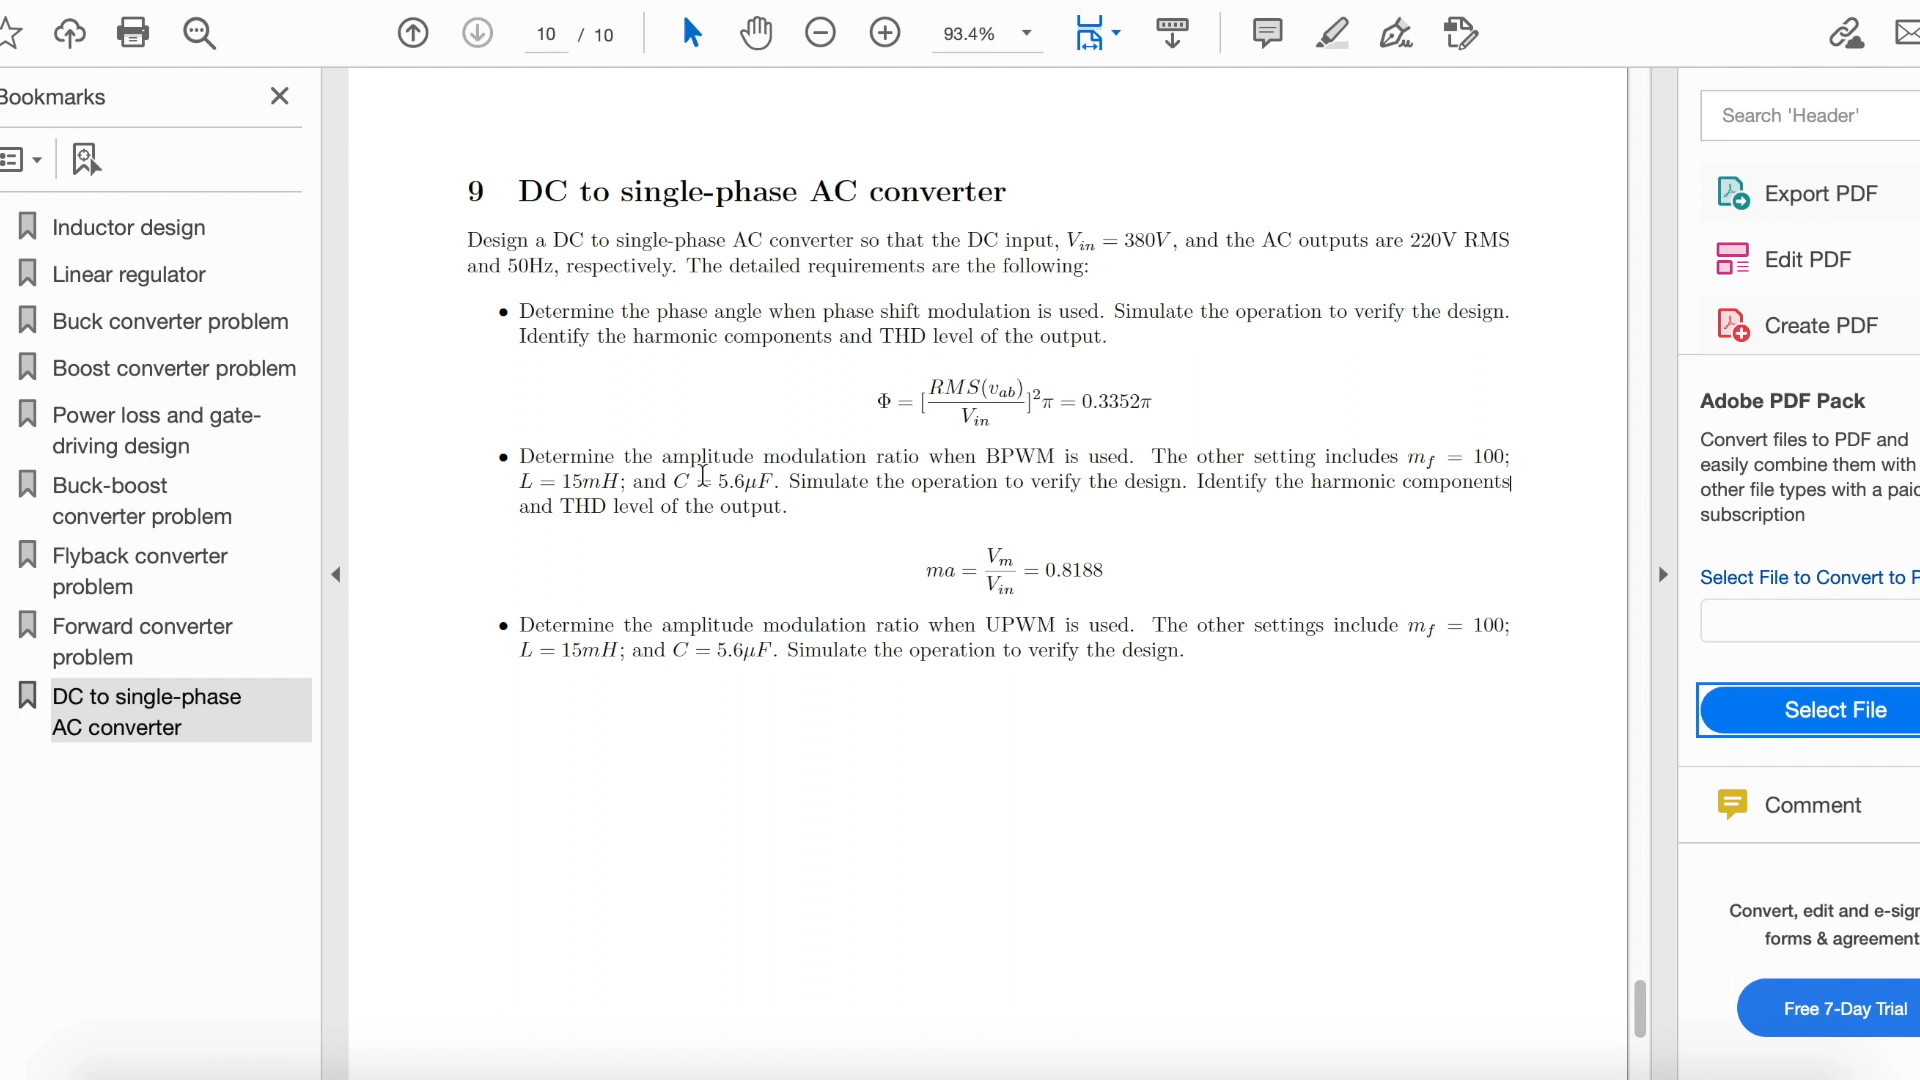 10 / 10
93.4%
Bookmarks
Inductor design
Linear regulator
Buck converter problem
Boost converter problem
Power loss and gate-
driving design
Buck-boost
converter problem
Flyback converter
problem
Forward converter
problem
DC to single-phase
AC converter
9 DC to single-phase AC converter
Design a DC to single-phase AC converter so that the DC input, V_in = 380V, and the AC outputs are 220V RMS
and 50Hz, respectively. The detailed requirements are the following:
• Determine the phase angle when phase shift modulation is used. Simulate the operation to verify the design.
Identify the harmonic components and THD level of the output.
Φ = [RMS(v_ab)/V_in]²π = 0.3352π
• Determine the amplitude modulation ratio when BPWM is used. The other setting includes m_f = 100;
L = 15mH; and C = 5.6μF. Simulate the operation to verify the design. Identify the harmonic components
and THD level of the output.
ma = V_m/V_in = 0.8188
• Determine the amplitude modulation ratio when UPWM is used. The other settings include m_f = 100;
L = 15mH; and C = 5.6μF. Simulate the operation to verify the design.
Search 'Header'
Export PDF
Edit PDF
Create PDF
Adobe PDF Pack
Convert files to PDF and
easily combine them with
other file types with a paid
subscription
Select File to Convert to P
Select File
Comment
Convert, edit and e-sign
forms & agreement
Free 7-Day Trial